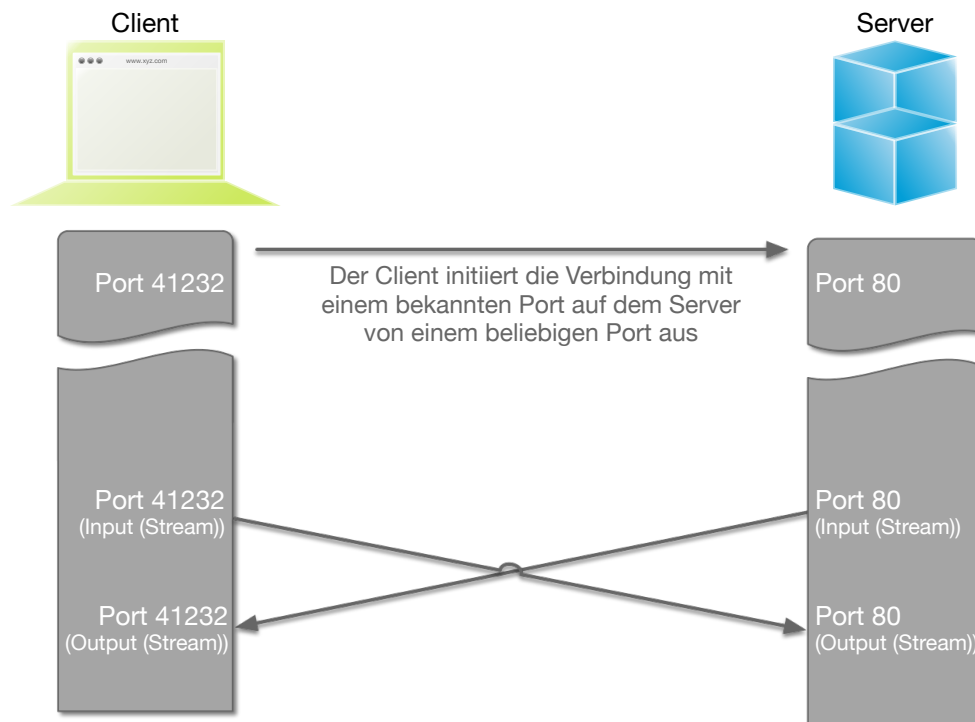 Client
Server
www.xyz.com
Port 41232
Port 80
Der Client initiiert die Verbindung mit
einem bekannten Port auf dem Server
von einem beliebigen Port aus
Port 41232
(Input (Stream))
Port 80
(Input (Stream))
Port 41232
(Output (Stream))
Port 80
(Output (Stream))